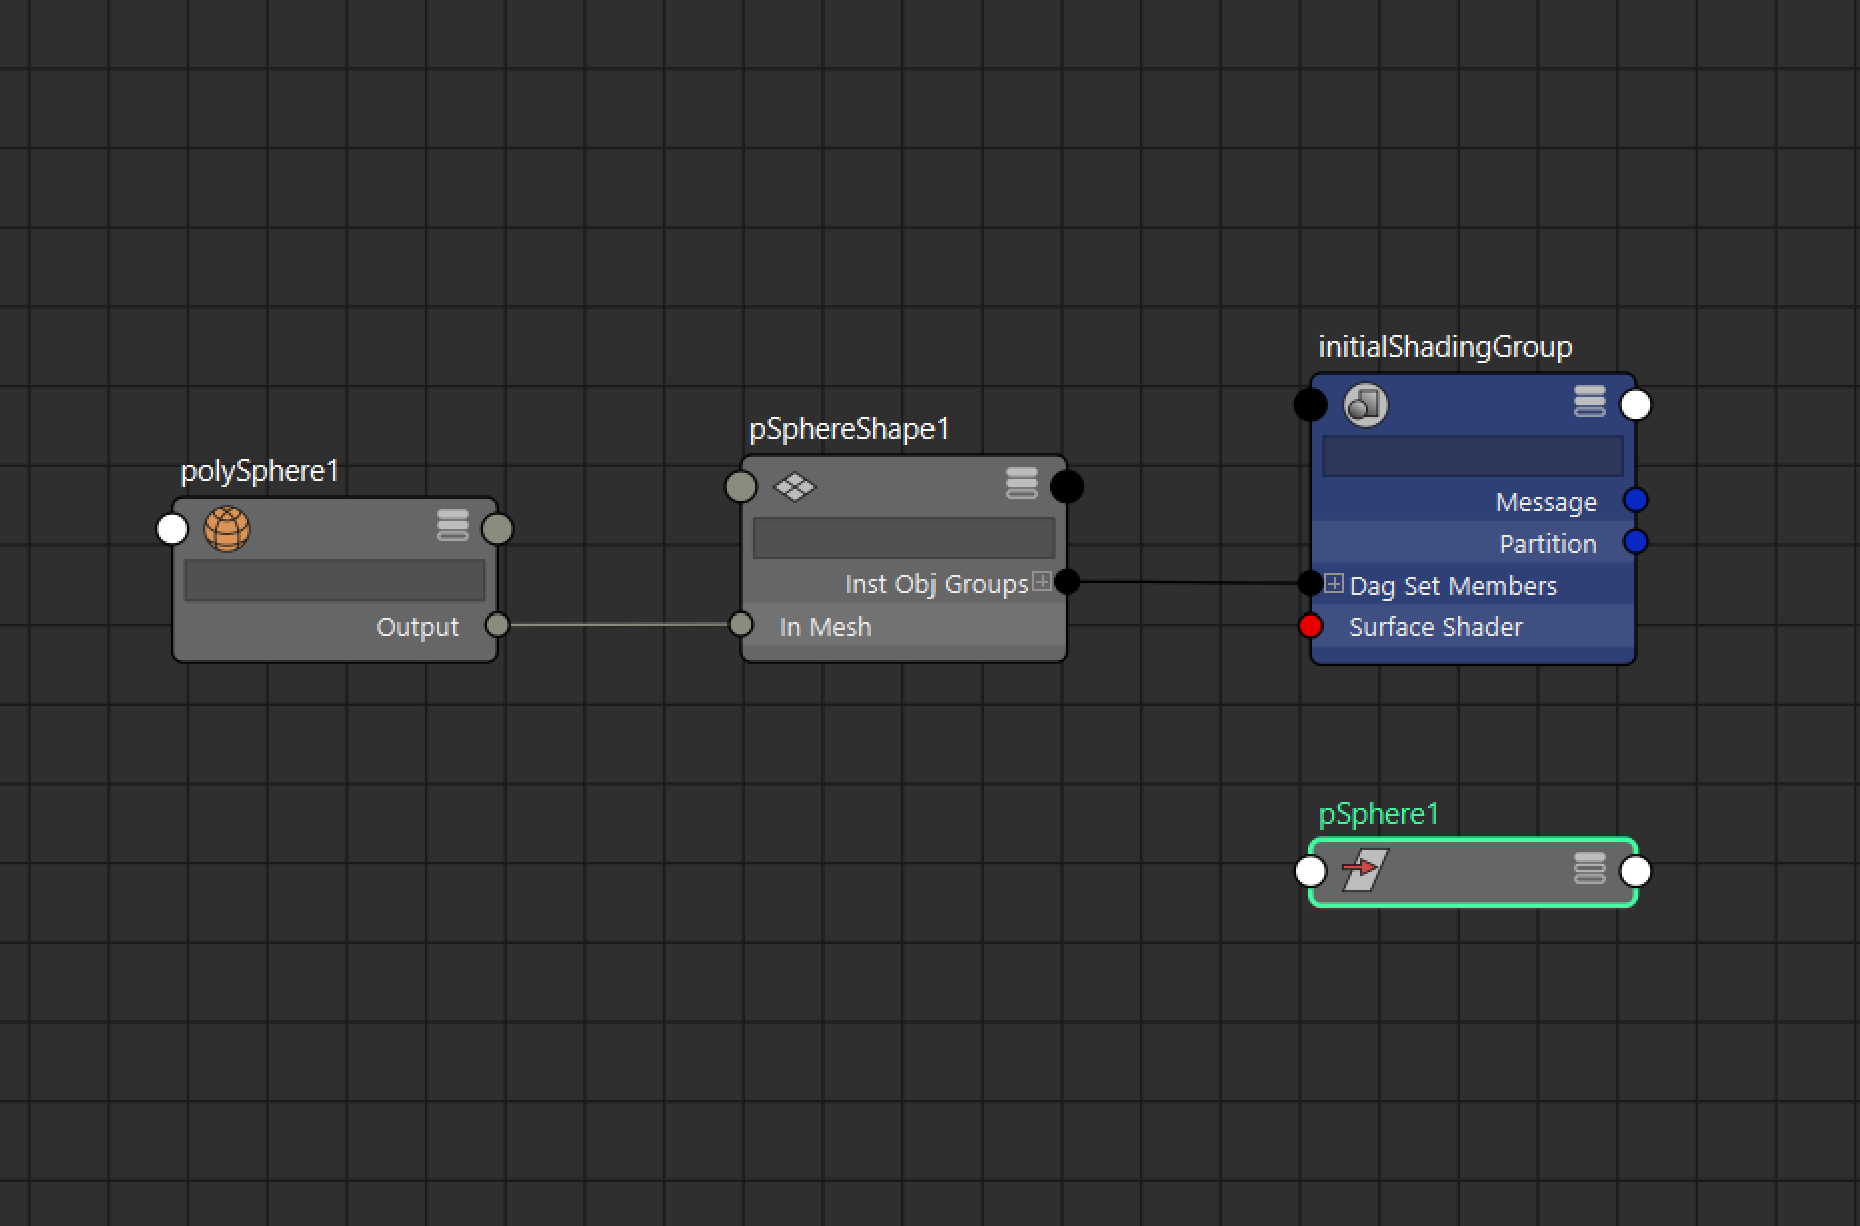 polySphere1
Output
pSphereShape1
Inst Obj Groups
In Mesh
initialShadingGroup
Message
Partition
Dag Set Members
Surface Shader
pSphere1